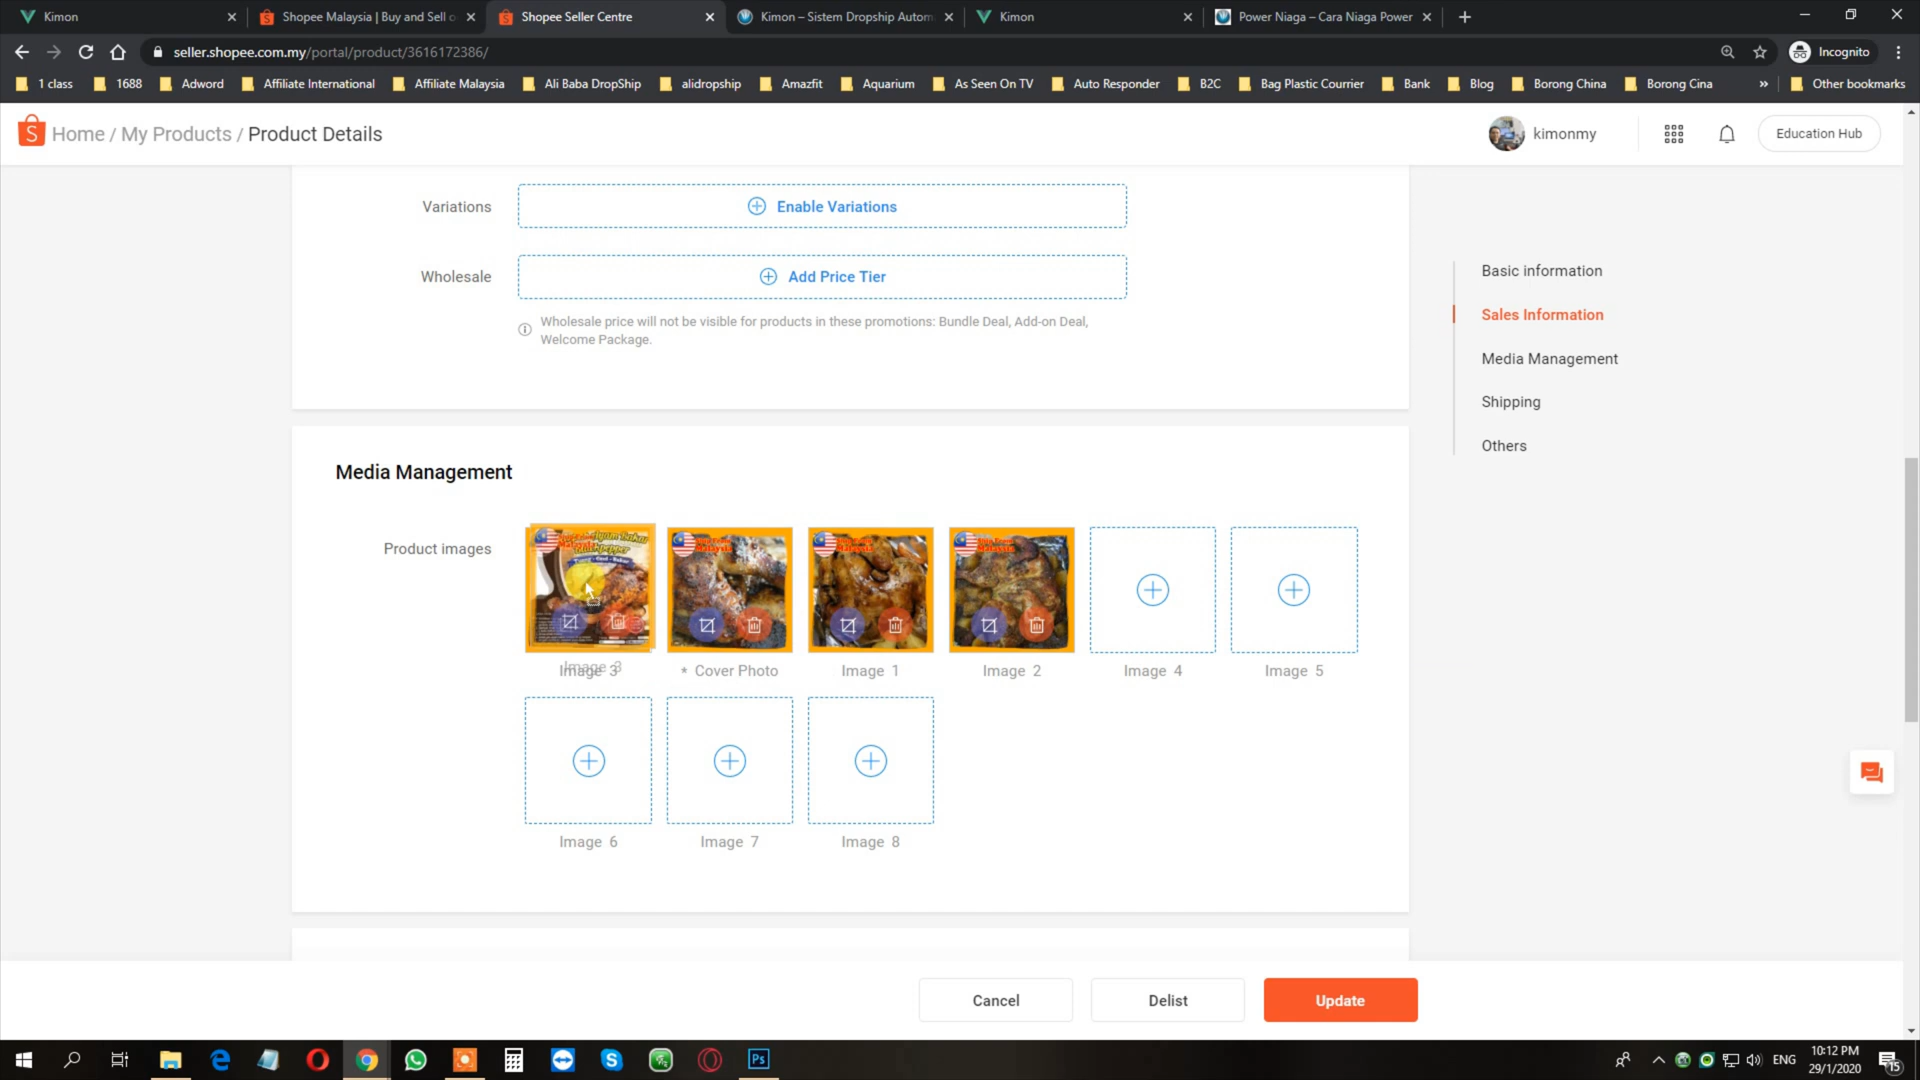 Kimon
Shopee Malaysia | Buy and Sell o
Shopee Seller Centre
Kimon – Sistem Dropship Autom
Kimon
Power Niaga – Cara Niaga Power
seller.shopee.com.my/portal/product/3616172386/
Incognito
1 class
1688
Adword
Affiliate International
Affiliate Malaysia
Ali Baba DropShip
alidropship
Amazfit
Aquarium
As Seen On TV
Auto Responder
B2C
Bag Plastic Courrier
Bank
Blog
Borong China
Borong Cina
»
Other bookmarks
Home / My Products / Product Details
kimonmy
Education Hub
Variations
Enable Variations
Wholesale
Add Price Tier
Wholesale price will not be visible for products in these promotions: Bundle Deal, Add-on Deal,
Welcome Package.
Basic information
Sales Information
Media Management
Shipping
Others
Media Management
Product images
Image 3
Image 3
* Cover Photo
Image 1
Image 2
Image 4
Image 5
Image 6
Image 7
Image 8
Cancel
Delist
Update
Ps
ENG
10:12 PM
29/1/2020
15